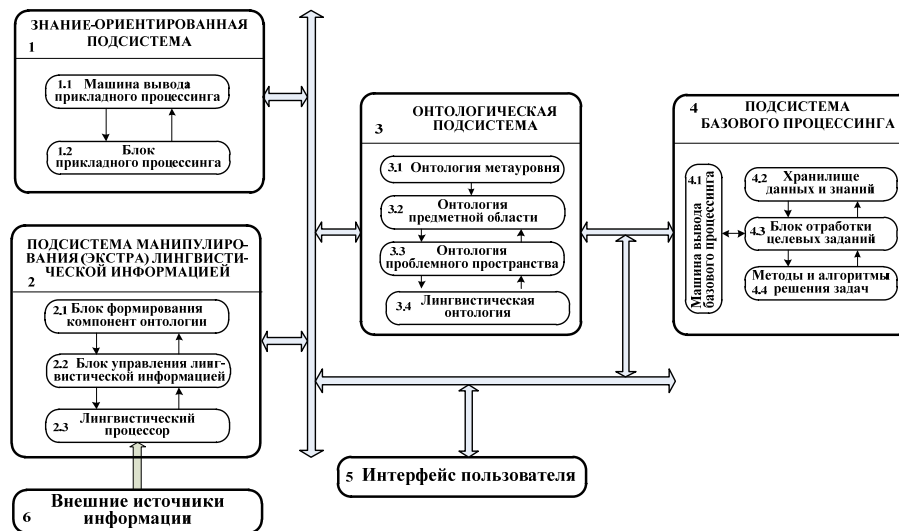 ЗНАНИЕ-ОРИЕНТИРОВАННАЯ
ПОДСИСТЕМА
1
1.1 Машина вывода
прикладного процессинга
1.2 Блок
прикладного процессинга
ПОДСИСТЕМА МАНИПУЛИРО-
ВАНИЯ (ЭКСТРА) ЛИНГВИСТИ-
ЧЕСКОЙ ИНФОРМАЦИЕЙ
2
2.1 Блок формирования
компонент онтологии
2.2 Блок управления линг-
вистической информацией
2.3 Лингвистический
процессор
6 Внешние источники
информации
3 ОНТОЛОГИЧЕСКАЯ
ПОДСИСТЕМА
3.1 Онтология метауровня
3.2 Онтология
предметной области
3.3 Онтология
проблемного пространства
3.4 Лингвистическая
онтология
5 Интерфейс пользователя
4 ПОДСИСТЕМА
БАЗОВОГО ПРОЦЕССИНГА
4.1 Машина вывода
базового процессинга
4.2 Хранилище
данных и знаний
4.3 Блок отработки
целевых заданий
Методы и алгоритмы
4.4 решения задач